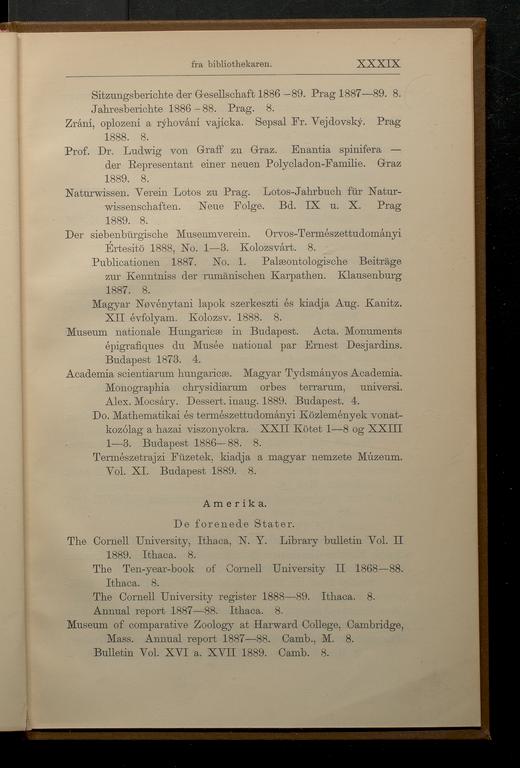 fra bibliothekaren. XXXIX
Sitzungsberichte der Gesellschaft 1886–89. Prag 1887—89. 8.
Jahresberichte 1886–88. Prag. 8.
Zrání, oplození a rýhování vajícka. Sepsal Fr. Vejdovský. Prag
1888. 8.
Prof. Dr. Ludwig von Graff zu Graz. Enantia spinifera —
der Representant einer neuen Polycladon-Familie. Graz
1889. 8.
Naturwissen. Verein Lotos zu Prag. Lotos-Jahrbuch für Natur-
wissenschaften. Neue Folge. Bd. IX u. X. Prag
1889. 8.
Der siebenbürgische Museumverein. Orvos-Természettudományi
Értesitö 1888, No. 1—3. Kolozsvárt. 8.
Publicationen 1887. No. 1. Palæontologische Beiträge
zur Kenntniss der rumänischen Karpathen. Klausenburg
1887. 8.
Magyar Növénytani lapok szerkeszti és kiadja Aug. Kanitz.
XII évfolyam. Kolozsv. 1888. 8.
Museum nationale Hungaricæ in Budapest. Acta. Monuments
épigrafiques du Musée national par Ernest Desjardins.
Budapest 1873. 4.
Academia scientiarum hungaricæ. Magyar Tydsmányos Academia.
Monographia chrysidiarum orbes terrarum, universi.
Alex. Mocsáry. Dessert. inaug. 1889. Budapest. 4.
Do. Mathematikai és természettudományi Közlemények vonat-
kozólag a hazai viszonyokra. XXII Kötet 1—8 og XXIII
1—3. Budapest 1886–88. 8.
Természetrajzi Füzetek, kiadja a magyar nemzete Múzeum.
Vol. XI. Budapest 1889. 8.
Amerika.
De forenede Stater.
The Cornell University, Ithaca, N. Y. Library bulletin Vol. II
1889. Ithaca. 8.
The Ten-year-book of Cornell University II 1868—88.
Ithaca. 8.
The Cornell University register 1888—89. Ithaca. 8.
Annual report 1887—88. Ithaca. 8.
Museum of comparative Zoology at Harward College, Cambridge,
Mass. Annual report 1887—88. Camb., M. 8.
Bulletin Vol. XVI a. XVII 1889. Camb. 8.